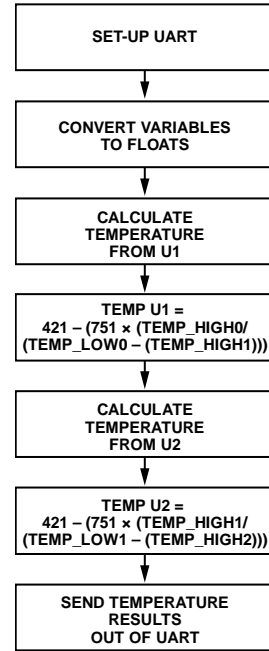 SET-UP UART
CONVERT VARIABLES
TO FLOATS
CALCULATE
TEMPERATURE
FROM U1
TEMP U1 =
421 – (751 × (TEMP_HIGH0/
(TEMP_LOW0 – (TEMP_HIGH1)))
CALCULATE
TEMPERATURE
FROM U2
TEMP U2 =
421 – (751 × (TEMP_HIGH1/
(TEMP_LOW1 – (TEMP_HIGH2)))
SEND TEMPERATURE
RESULTS
OUT OF UART